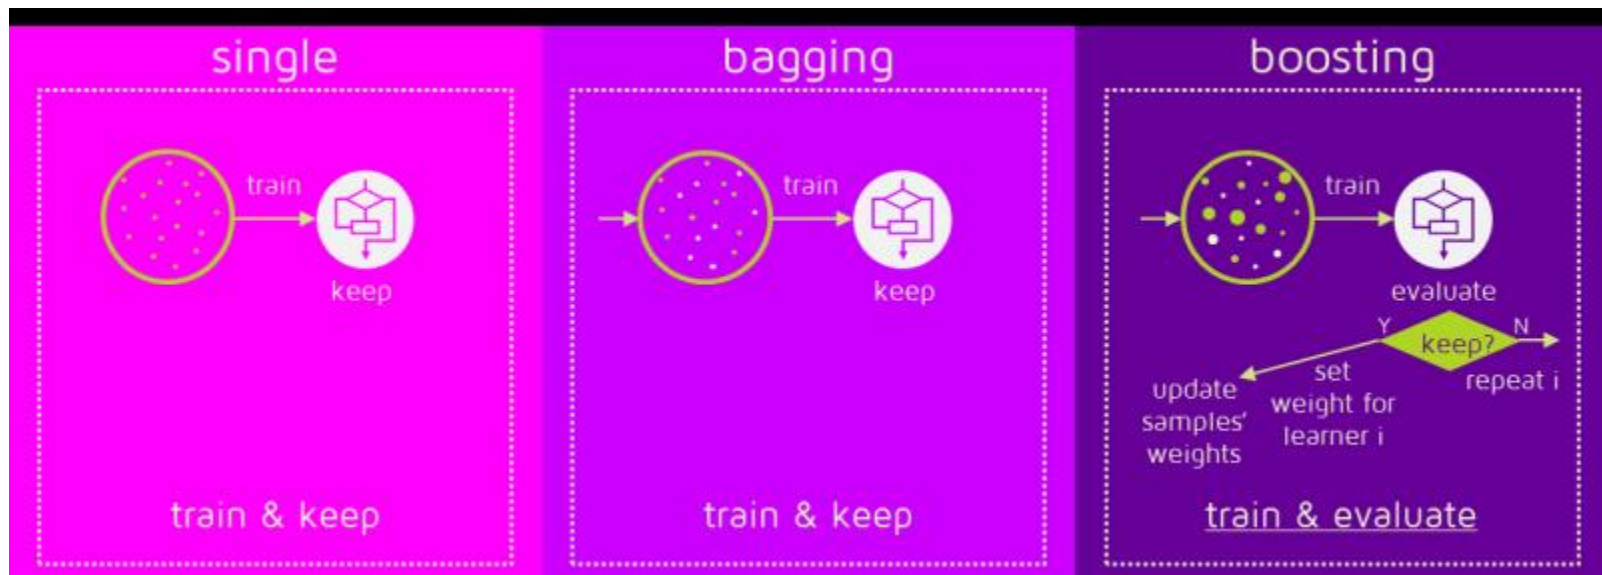 single
train
keep
train & keep
bagging
train
keep
train & keep
boosting
train
evaluate
Y
keep?
N
repeat i
set
weight for
learner i
update
samples'
weights
train & evaluate